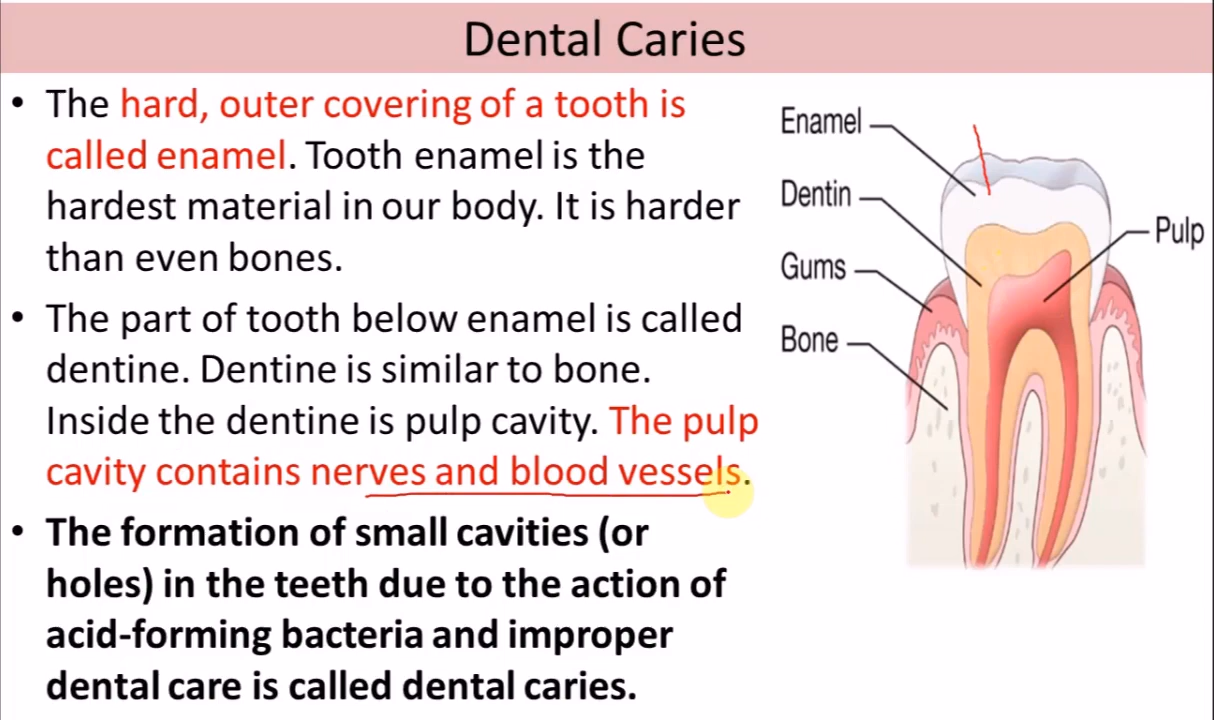 Dental Caries
• The hard, outer covering of a tooth is
called enamel. Tooth enamel is the
hardest material in our body. It is harder
than even bones.
• The part of tooth below enamel is called
dentine. Dentine is similar to bone.
Inside the dentine is pulp cavity. The pulp
cavity contains nerves and blood vessels.
• The formation of small cavities (or
holes) in the teeth due to the action of
acid-forming bacteria and improper
dental care is called dental caries.
Enamel
Dentin
Pulp
Gums
Bone